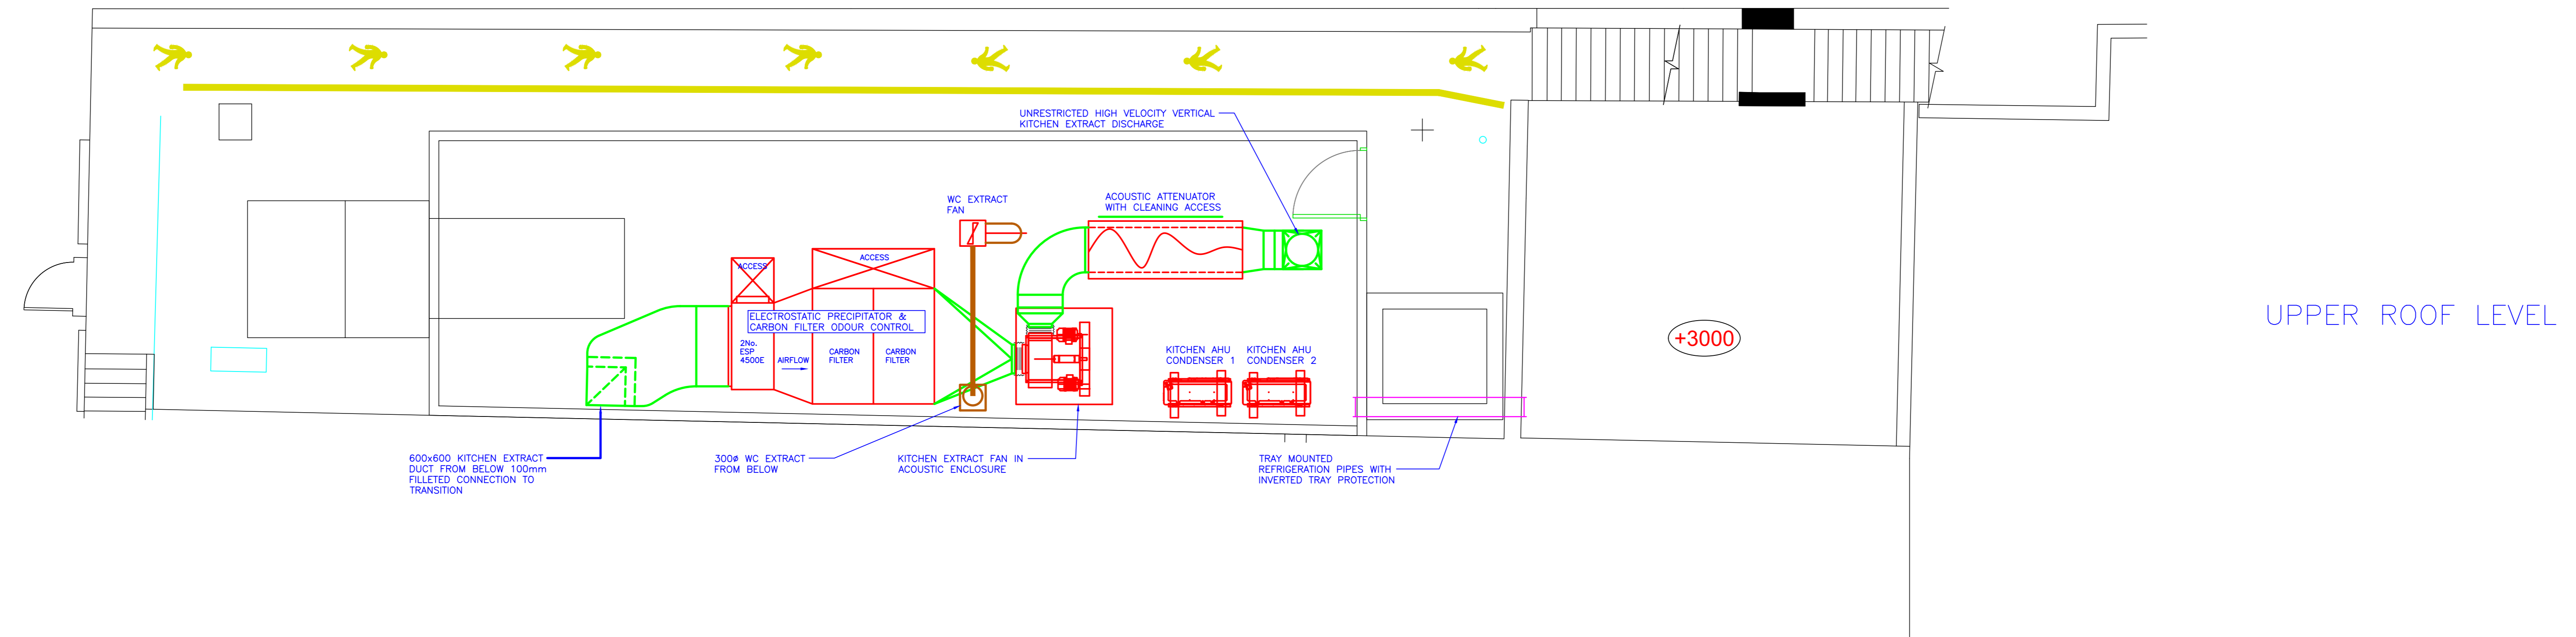 UNRESTRICTED HIGH VELOCITY VERTICAL
KITCHEN EXTRACT DISCHARGE
WC EXTRACT
FAN
ACOUSTIC ATTENUATOR
WITH CLEANING ACCESS
ACCESS
ACCESS
ELECTROSTATIC PRECIPITATOR &
CARBON FILTER ODOUR CONTROL
2No.
ESP
4500E
AIRFLOW
CARBON
FILTER
CARBON
FILTER
KITCHEN AHU
CONDENSER 1
KITCHEN AHU
CONDENSER 2
+3000
UPPER ROOF LEVEL
600x600 KITCHEN EXTRACT
DUCT FROM BELOW 100mm
FILLETED CONNECTION TO
TRANSITION
300ø WC EXTRACT
FROM BELOW
KITCHEN EXTRACT FAN IN
ACOUSTIC ENCLOSURE
TRAY MOUNTED
REFRIGERATION PIPES WITH
INVERTED TRAY PROTECTION